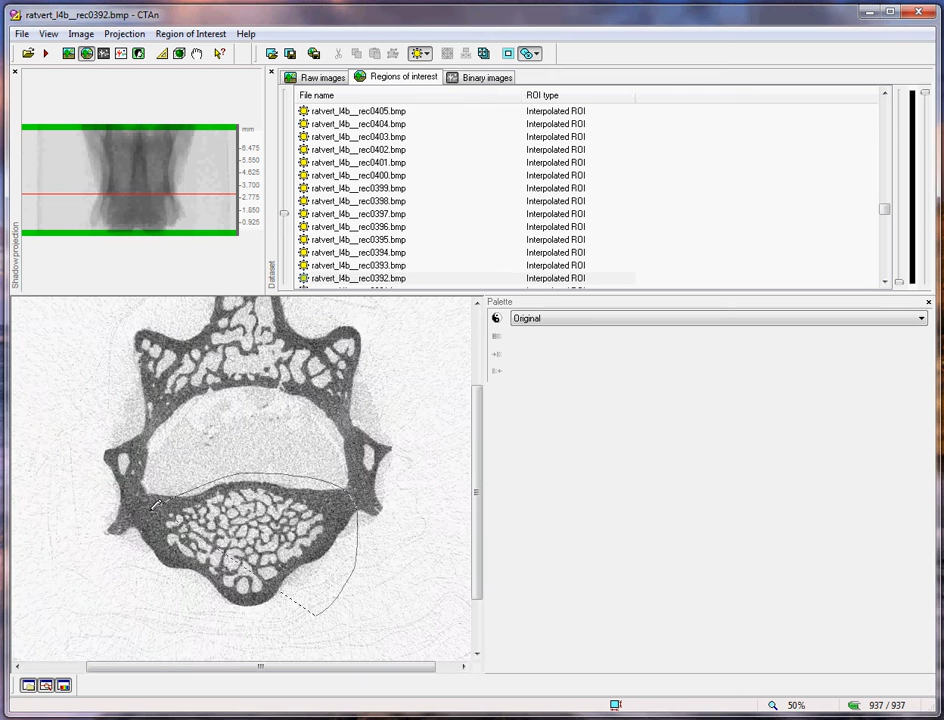 ratvert_l4b__rec0392.bmp - CTAn
File View Image Projection Region of Interest Help
Raw images Regions of interest Binary images
File name ROI type
ratvert_l4b__rec0405.bmp Interpolated ROI
ratvert_l4b__rec0404.bmp Interpolated ROI
ratvert_l4b__rec0403.bmp Interpolated ROI
ratvert_l4b__rec0402.bmp Interpolated ROI
ratvert_l4b__rec0401.bmp Interpolated ROI
ratvert_l4b__rec0400.bmp Interpolated ROI
ratvert_l4b__rec0399.bmp Interpolated ROI
ratvert_l4b__rec0398.bmp Interpolated ROI
ratvert_l4b__rec0397.bmp Interpolated ROI
ratvert_l4b__rec0396.bmp Interpolated ROI
ratvert_l4b__rec0395.bmp Interpolated ROI
ratvert_l4b__rec0394.bmp Interpolated ROI
ratvert_l4b__rec0393.bmp Interpolated ROI
ratvert_l4b__rec0392.bmp Interpolated ROI
mm
6.475
5.550
4.625
3.700
2.775
1.850
0.925
Shadow projection
Dataset
Palette
Original
50% 937 / 937